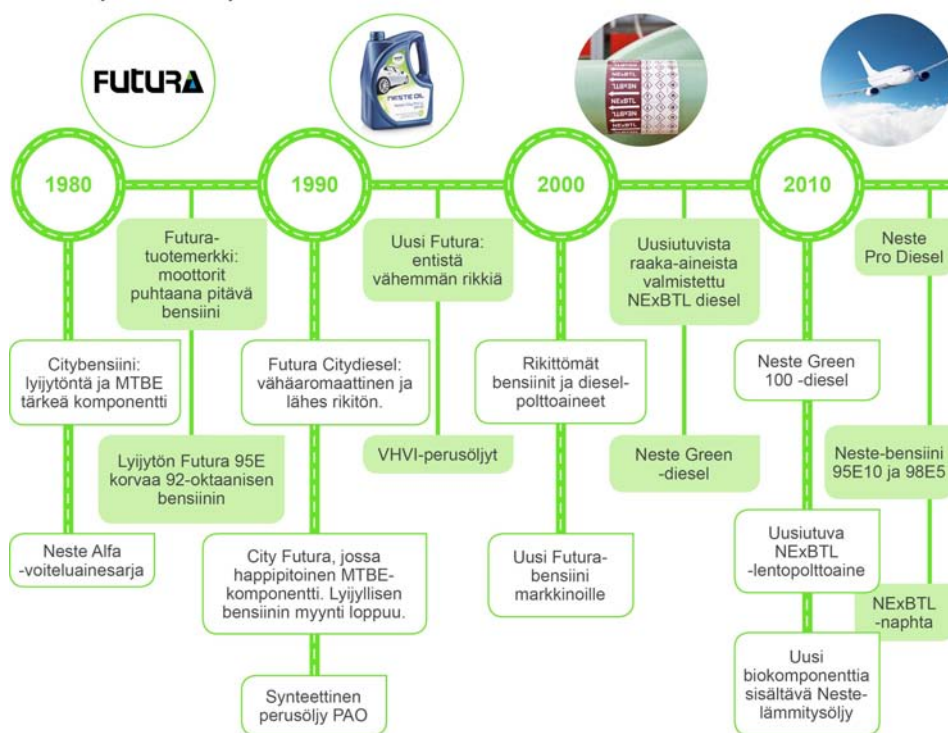 FUTURA
NESTE OIL
NExBTL
NExBTL
NExBTL
NExBTL
NExBTL
1980
1990
2000
2010
Futura-
tuotemerkki:
moottorit
puhtaana pitävä
bensiini
Uusi Futura:
entistä
vähemmän rikkiä
Uusiutuvista
raaka-aineista
valmistettu
NExBTL diesel
Neste
Pro Diesel
Citybensiini:
lyijytöntä ja MTBE
tärkeä komponentti
Futura Citydiesel:
vähäaromaattinen ja
lähes rikitön.
Rikittömät
bensiinit ja diesel-
polttoaineet
Neste Green
100 -diesel
Lyijytön Futura 95E
korvaa 92-oktaanisen
bensiinin
VHVI-perusöljyt
Neste Green
-diesel
Neste-bensiini
95E10 ja 98E5
Neste Alfa
-voiteluainesarja
City Futura, jossa
happipitoinen MTBE-
komponentti. Lyijyllisen
bensiinin myynti loppuu.
Uusi Futura-
bensiini
markkinoille
Uusiutuva
NExBTL
-lentopolttoaine
NExBTL
-naphta
Synteettinen
perusöljy PAO
Uusi
biokomponenttia
sisältävä Neste-
lämmitysöljy